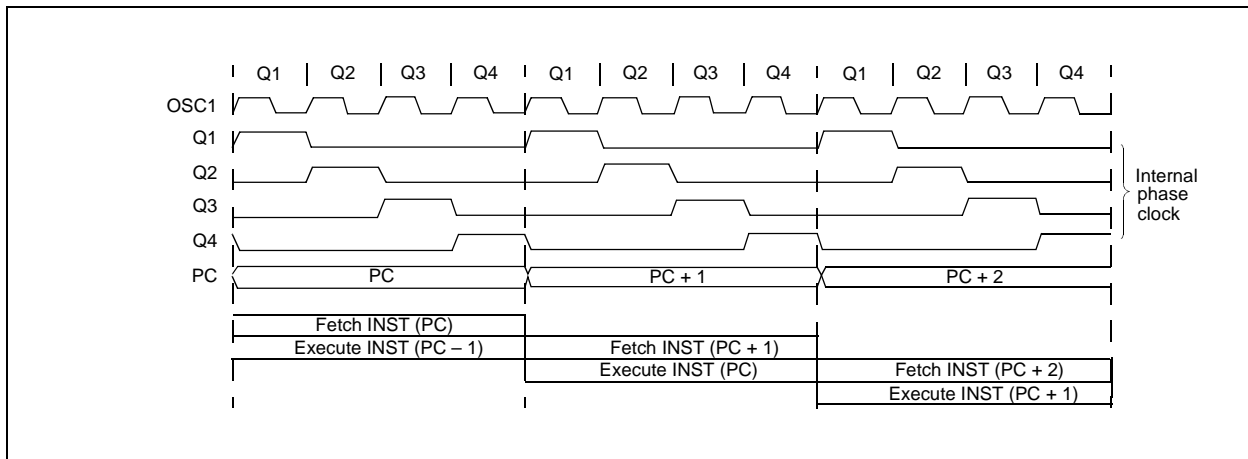 Q1 Q2 Q3 Q4 Q1 Q2 Q3 Q4 Q1 Q2 Q3 Q4
OSC1
Q1
Q2
Q3
Q4
Internal
phase
clock
PC PC PC + 1 PC + 2
Fetch INST (PC)
Execute INST (PC – 1) Fetch INST (PC + 1)
Execute INST (PC) Fetch INST (PC + 2)
Execute INST (PC + 1)